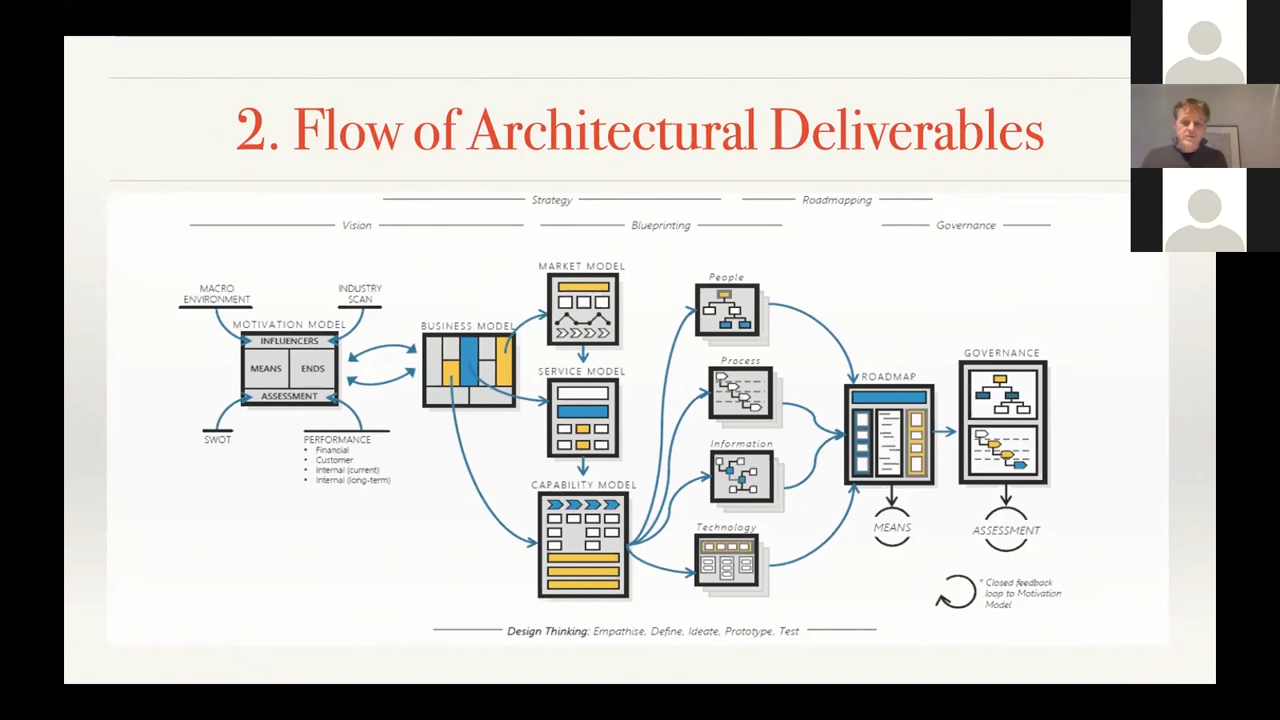 2. Flow of Architectural Deliverables
Strategy
Roadmapping
Vision
Blueprinting
Governance
MACRO
ENVIRONMENT
INDUSTRY
SCAN
MOTIVATION MODEL
INFLUENCERS
MEANS
ENDS
ASSESSMENT
SWOT
PERFORMANCE
• Financial
• Customer
• Internal (current)
• Internal (long-term)
BUSINESS MODEL
MARKET MODEL
SERVICE MODEL
CAPABILITY MODEL
People
Process
Information
Technology
ROADMAP
MEANS
GOVERNANCE
ASSESSMENT
* Closed feedback
loop to Motivation
Model
Design Thinking: Empathise, Define, Ideate, Prototype, Test